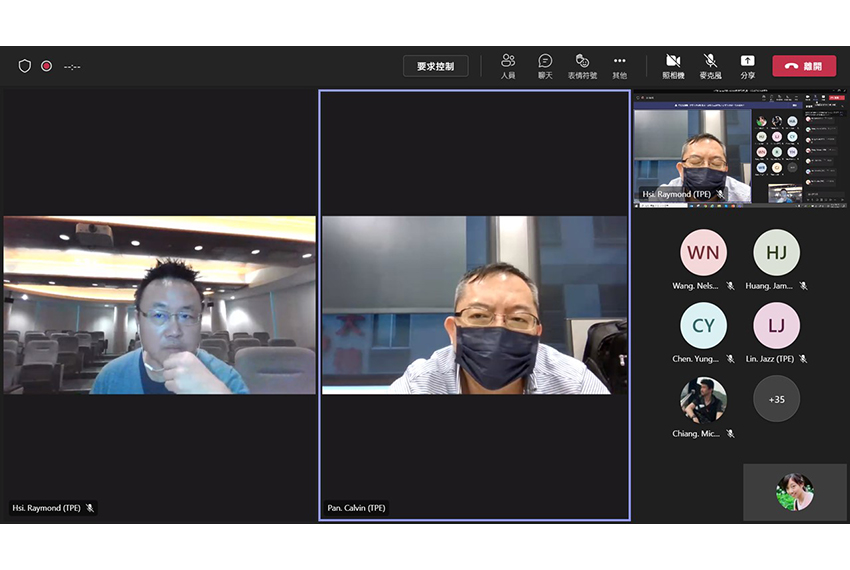 --:--
要求控制
人員
聊天
表情符號
其他
照相機
麥克風
分享
離開
Hsi. Raymond (TPE)
Pan. Calvin (TPE)
Hsi. Raymond (TPE)
WN
Wang. Nels...
HJ
Huang. Jam...
CY
Chen. Yung...
LJ
Lin. Jazz (TPE)
Chiang. Mic...
+35